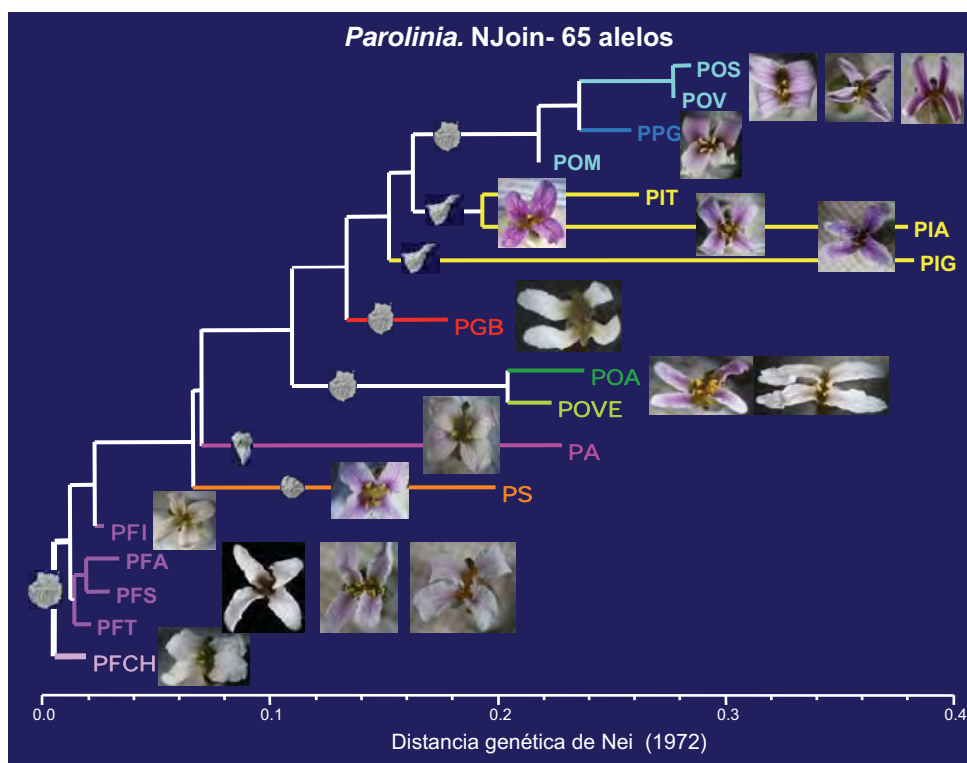 Parolinia. NJoin- 65 alelos
POS
POV
PPG
POM
PIT
PIA
PIG
PGB
POA
POVE
PA
PS
PFI
PFA
PFS
PFT
PFCH
0.0 0.1 0.2 0.3 0.4
Distancia genética de Nei (1972)